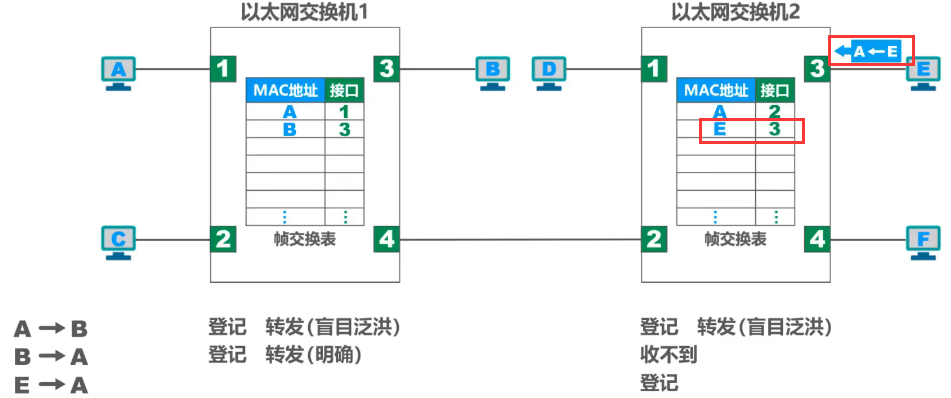 以太网交换机1 以太网交换机2
A 1 3 B D 1 3 A←E E
MAC地址 接口 MAC地址 接口
A 1 A 2
B 3 E 3
⋮ ⋮ ⋮ ⋮
C 2 帧交换表 4 2 帧交换表 4 F
A→B 登记 转发(盲目泛洪) 登记 转发(盲目泛洪)
B→A 登记 转发(明确) 收不到
E→A 登记